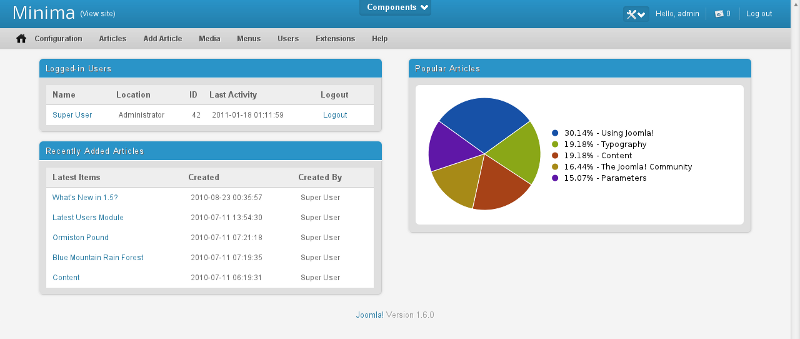 Minima (View site) Components Hello, admin 0 Log out
Configuration Articles Add Article Media Menus Users Extensions Help
Logged-in Users
Name Location ID Last Activity Logout
Super User Administrator 42 2011-01-18 01:11:59 Logout
Recently Added Articles
Latest Items Created Created By
What's New in 1.5? 2010-08-23 00:35:57 Super User
Latest Users Module 2010-07-11 13:54:30 Super User
Ormiston Pound 2010-07-11 07:21:18 Super User
Blue Mountain Rain Forest 2010-07-11 07:19:35 Super User
Content 2010-07-11 06:19:31 Super User
Popular Articles
30.14% - Using Joomla!
19.18% - Typography
19.18% - Content
16.44% - The Joomla! Community
15.07% - Parameters
Joomla! Version 1.6.0